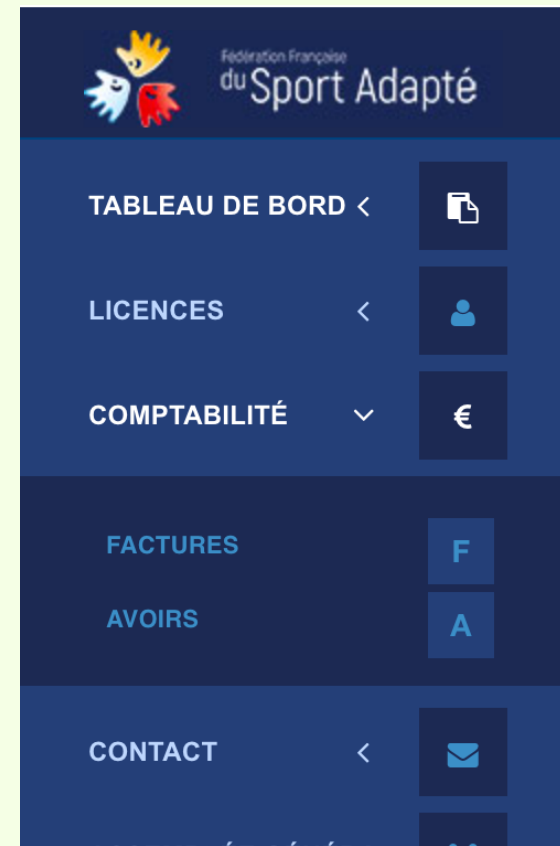 Fédération Française
du Sport Adapté
TABLEAU DE BORD
LICENCES
COMPTABILITÉ
€
FACTURES
F
AVOIRS
A
CONTACT